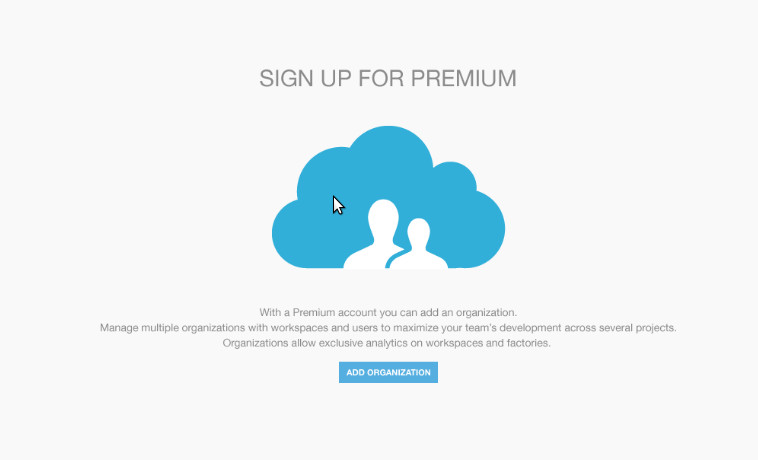 SIGN UP FOR PREMIUM
With a Premium account you can add an organization.
Manage multiple organizations with workspaces and users to maximize your team's development across several projects.
Organizations allow exclusive analytics on workspaces and factories.
ADD ORGANIZATION